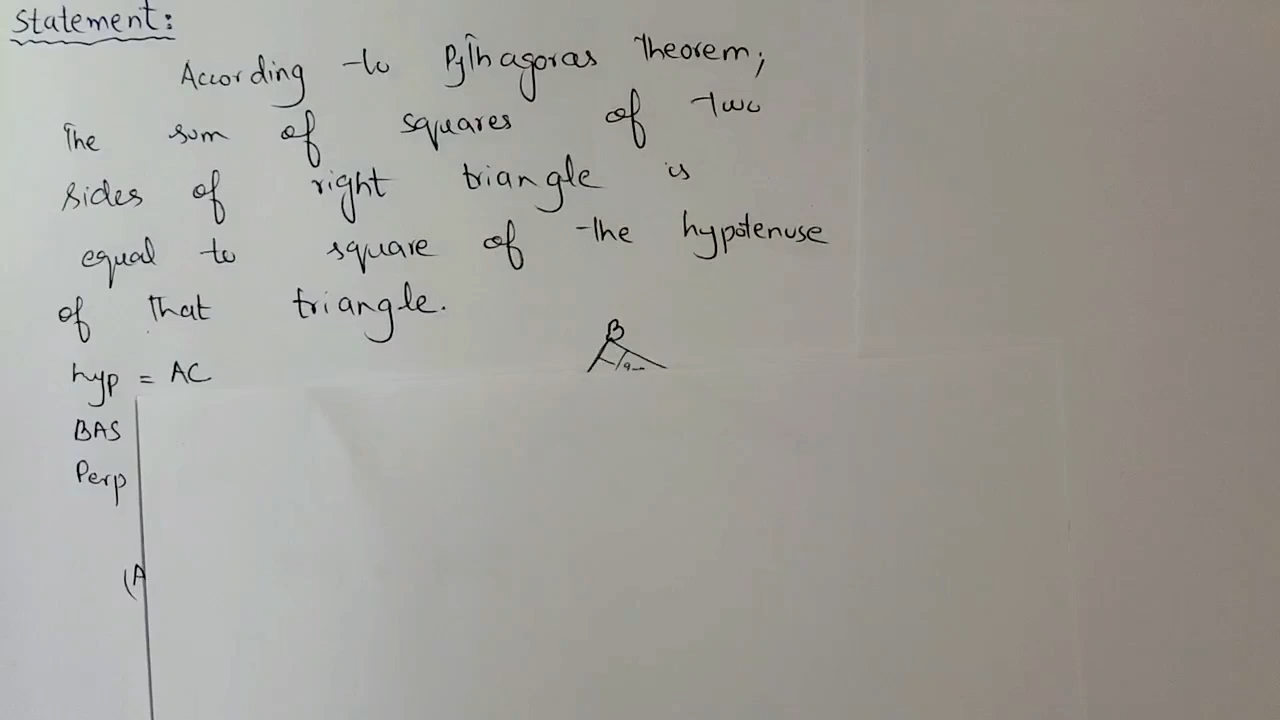 Statement:
According to Pythagoras Theorem;
The sum of squares of two
sides of right triangle is
equal to square of the hypotenuse
of that triangle.
B
hyp = AC
BAS
Perp
(A